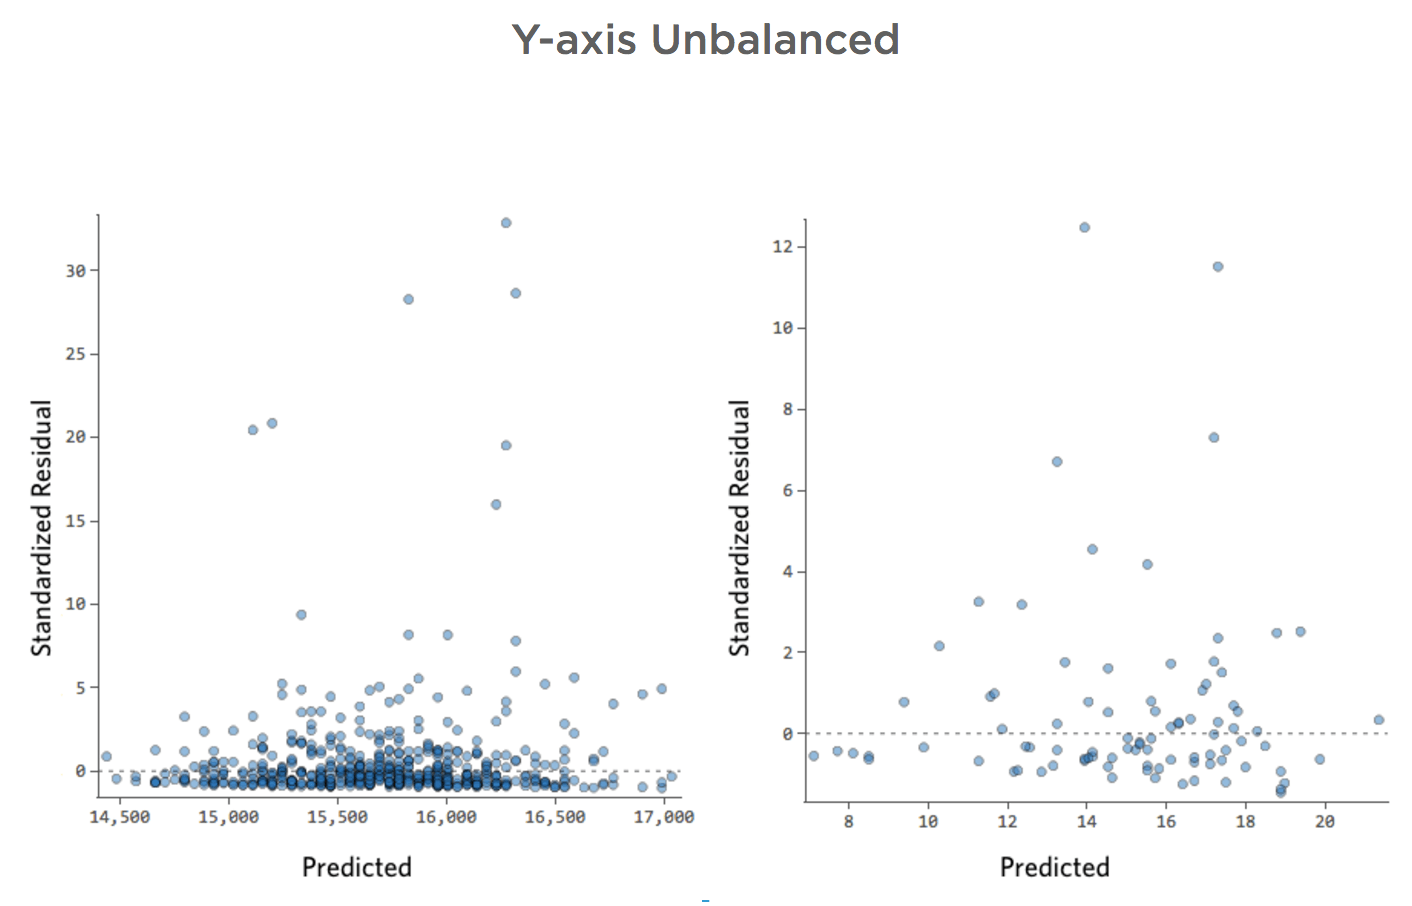 Y-axis Unbalanced
Standardized Residual
30
25
20
15
10
5
0
14,500 15,000 15,500 16,000 16,500 17,000
Predicted
Standardized Residual
12
10
8
6
4
2
0
8 10 12 14 16 18 20
Predicted